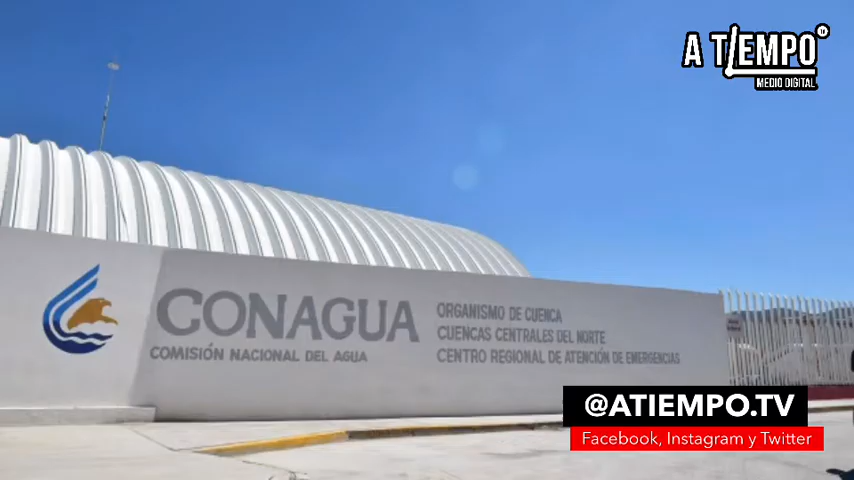 A TIEMPO TV
MEDIO DIGITAL
CONAGUA
COMISIÓN NACIONAL DEL AGUA
ORGANISMO DE CUENCA
CUENCAS CENTRALES DEL NORTE
CENTRO REGIONAL DE ATENCIÓN DE EMERGENCIAS
@ATIEMPO.TV
Facebook, Instagram y Twitter